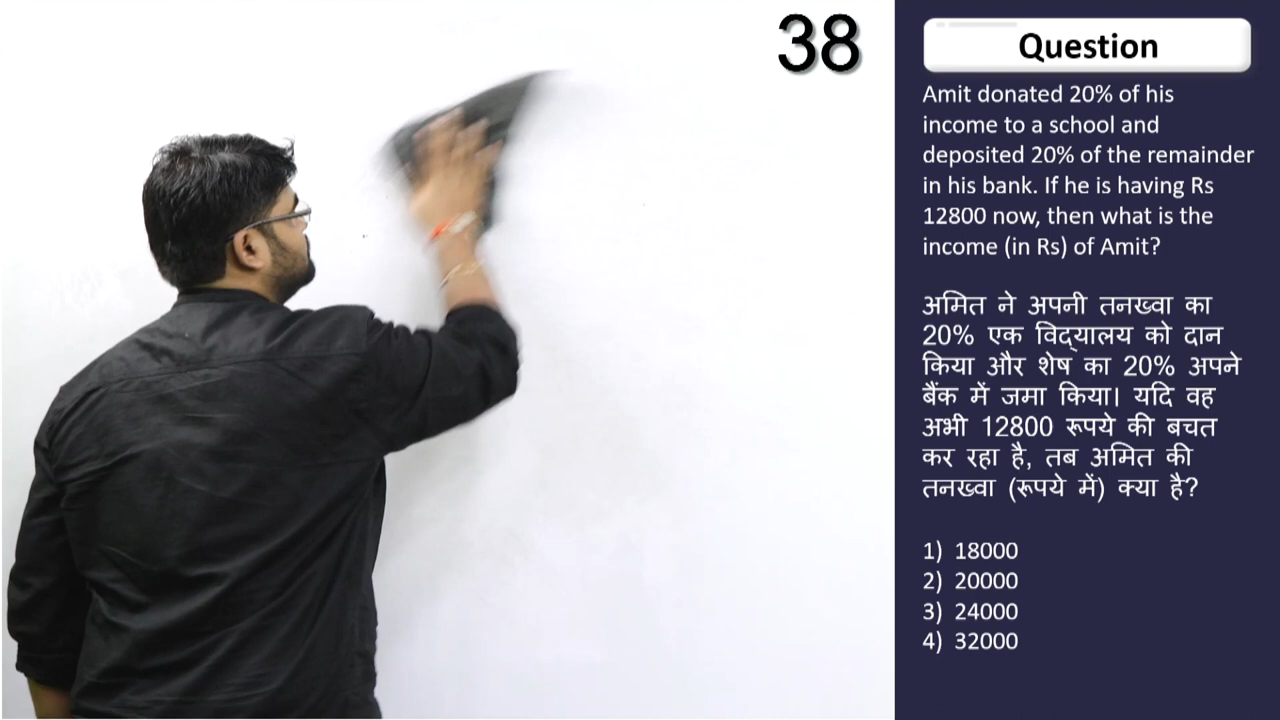 38
Question
Amit donated 20% of his
income to a school and
deposited 20% of the remainder
in his bank. If he is having Rs
12800 now, then what is the
income (in Rs) of Amit?
अमित ने अपनी तनख्वा का
20% एक विद्यालय को दान
किया और शेष का 20% अपने
बैंक में जमा किया। यदि वह
अभी 12800 रूपये की बचत
कर रहा है, तब अमित की
तनख्वा (रूपये में) क्या है?
1) 18000
2) 20000
3) 24000
4) 32000